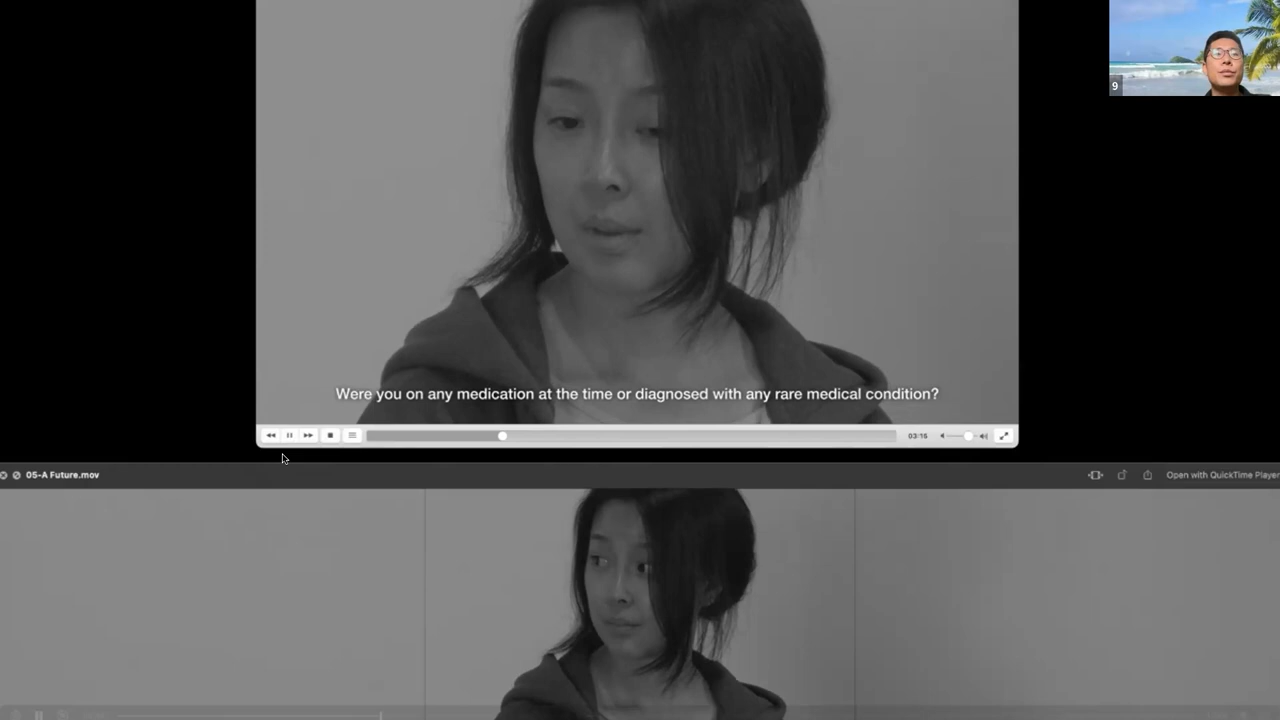 9
Were you on any medication at the time or diagnosed with any rare medical condition?
03:16
05-A Future.mov
Open with QuickTime Player